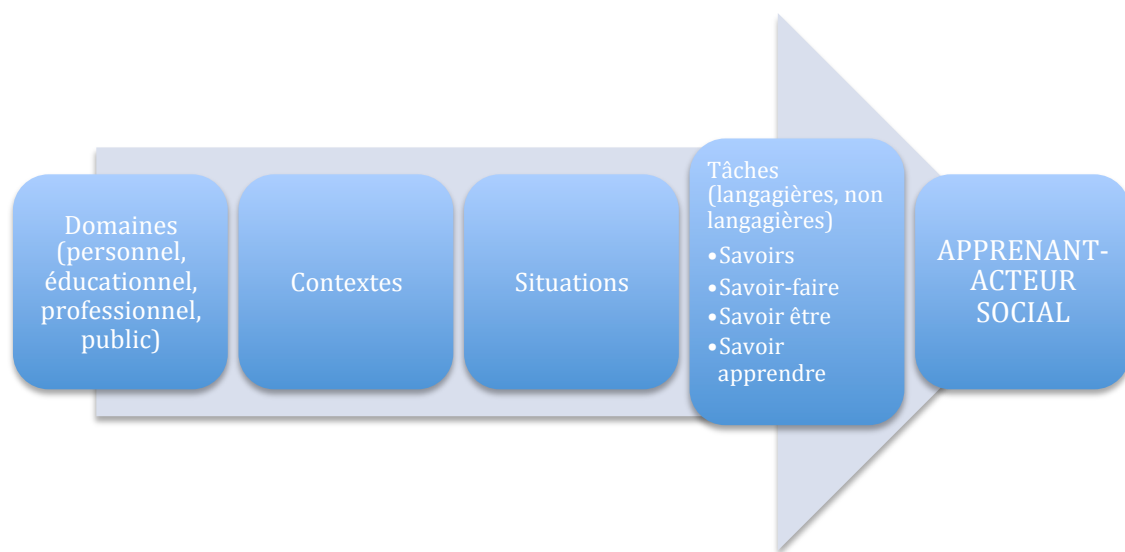 Domaines
(personnel,
éducationnel,
professionnel,
public)
Contextes
Situations
Tâches
(langagières, non
langagières)
•Savoirs
•Savoir-faire
•Savoir être
•Savoir
apprendre
APPRENANT-
ACTEUR
SOCIAL